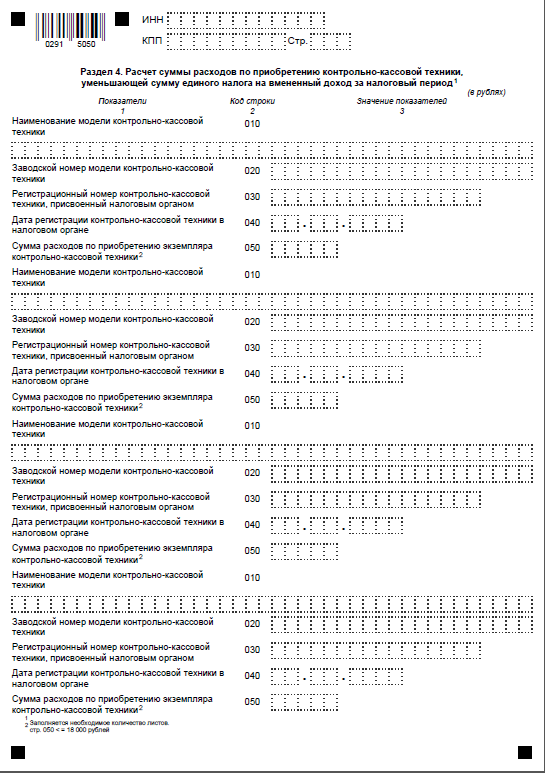 ИНН
0291 5050
КПП Стр.
Раздел 4. Расчет суммы расходов по приобретению контрольно-кассовой техники,
уменьшающей сумму единого налога на вмененный доход за налоговый период1
(в рублях)
Показатели Код строки Значение показателей
1 2 3
Наименование модели контрольно-кассовой 010
техники
Заводской номер модели контрольно-кассовой 020
техники
Регистрационный номер контрольно-кассовой 030
техники, присвоенный налоговым органом
Дата регистрации контрольно-кассовой техники в 040 . .
налоговом органе
Сумма расходов по приобретению экземпляра 050
контрольно-кассовой техники2
Наименование модели контрольно-кассовой 010
техники
Заводской номер модели контрольно-кассовой 020
техники
Регистрационный номер контрольно-кассовой 030
техники, присвоенный налоговым органом
Дата регистрации контрольно-кассовой техники в 040 . .
налоговом органе
Сумма расходов по приобретению экземпляра 050
контрольно-кассовой техники2
Наименование модели контрольно-кассовой 010
техники
Заводской номер модели контрольно-кассовой 020
техники
Регистрационный номер контрольно-кассовой 030
техники, присвоенный налоговым органом
Дата регистрации контрольно-кассовой техники в 040 . .
налоговом органе
Сумма расходов по приобретению экземпляра 050
контрольно-кассовой техники2
Наименование модели контрольно-кассовой 010
техники
Заводской номер модели контрольно-кассовой 020
техники
Регистрационный номер контрольно-кассовой 030
техники, присвоенный налоговым органом
Дата регистрации контрольно-кассовой техники в 040 . .
налоговом органе
Сумма расходов по приобретению экземпляра 050
контрольно-кассовой техники2
1 Заполняется необходимое количество листов.
2 стр. 050 < = 18 000 рублей